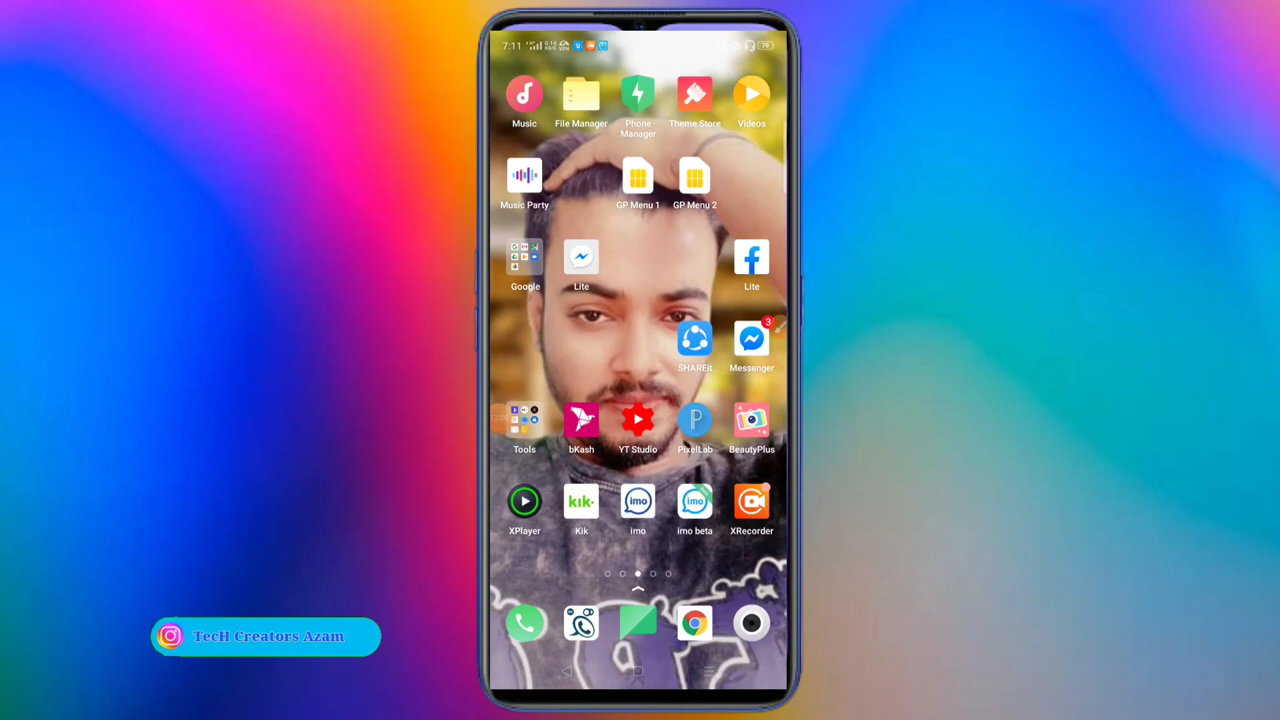 7:11
79
Music
File Manager
Phone
Manager
Theme Store
Videos
Music Party
GP Menu 1
GP Menu 2
Google
Lite
Lite
3
SHAREit
Messenger
Tools
bKash
YT Studio
PixelLab
BeautyPlus
kik.
imo
imo
XPlayer
Kik
imo
imo beta
XRecorder
TecH Creators Azam